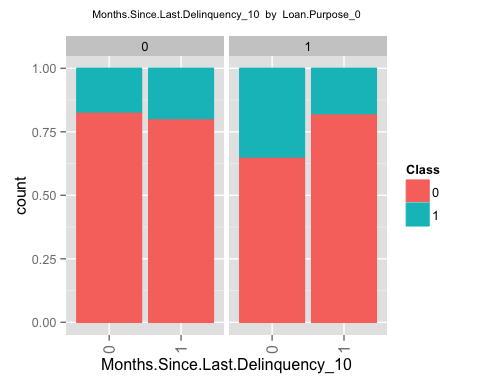 Months.Since.Last.Delinquency_10 by Loan.Purpose_0
0 1
1.00
0.75
0.50
0.25
0.00
count
0 1 0 1
Months.Since.Last.Delinquency_10
Class
0
1